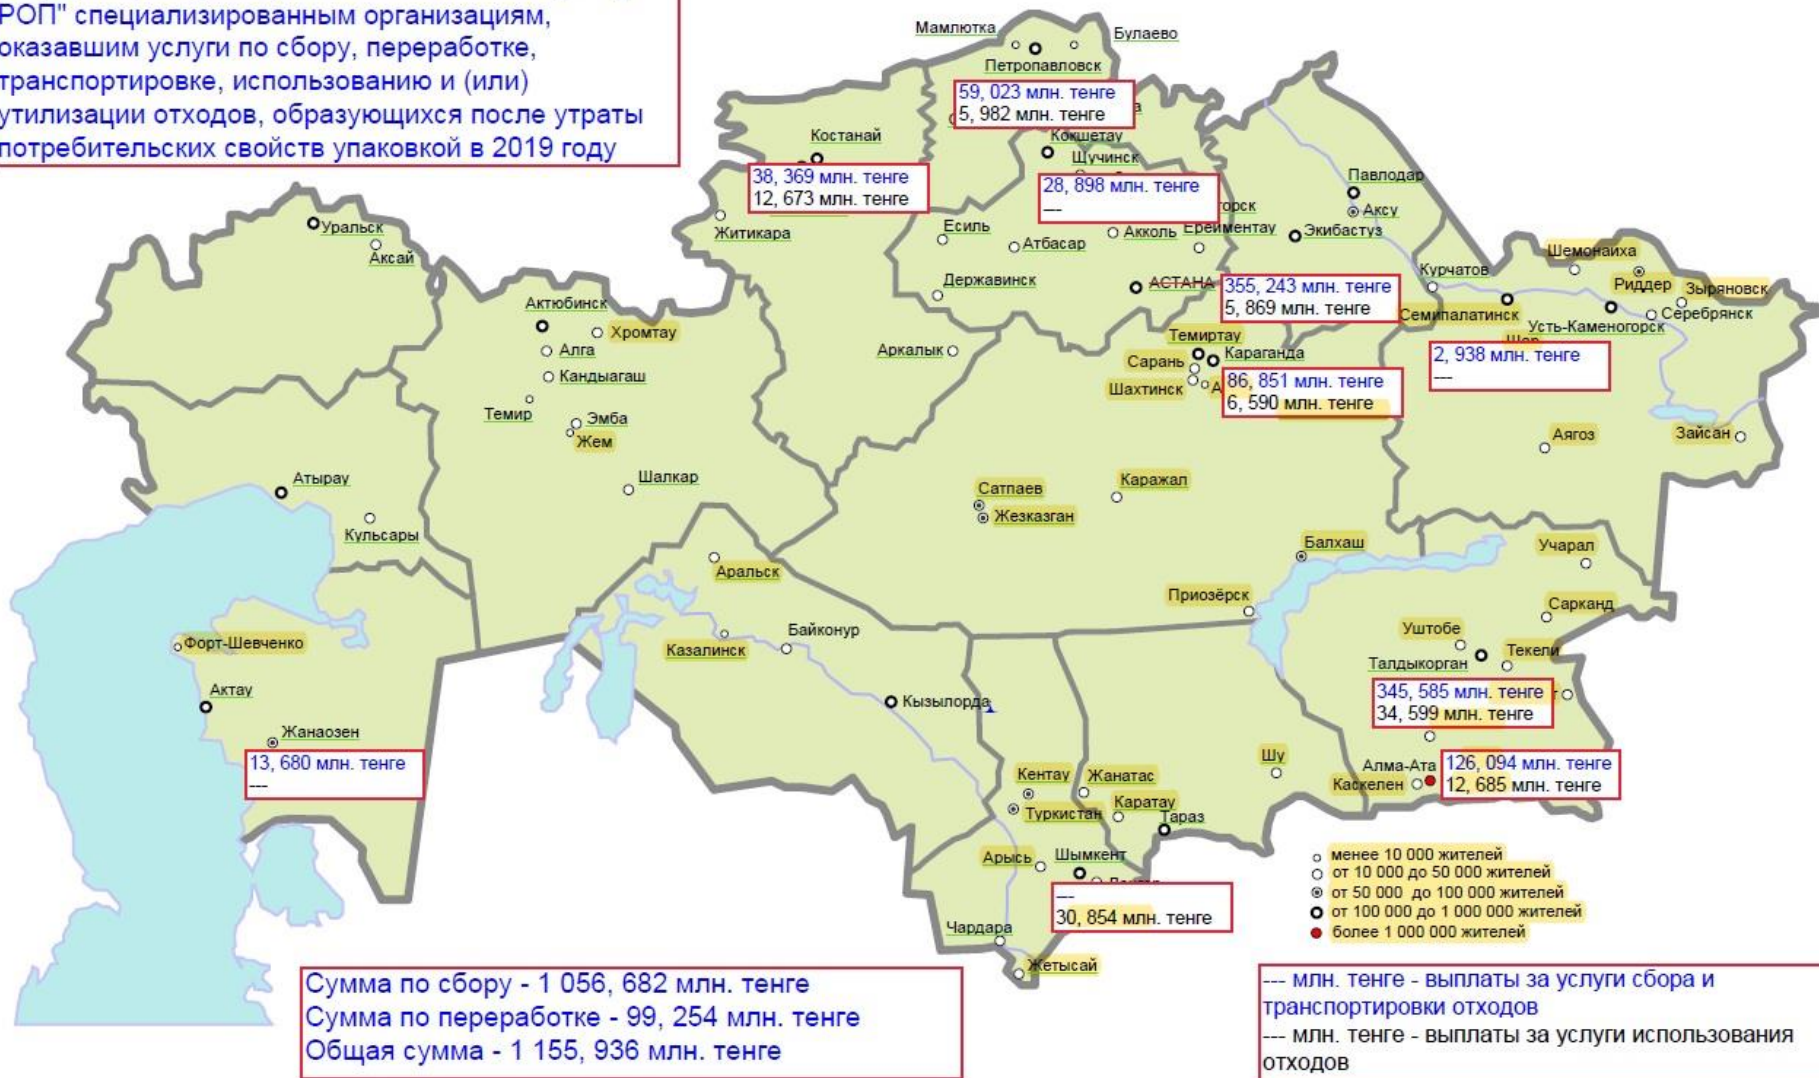 РОП" специализированным организациям,
оказавшим услуги по сбору, переработке,
транспортировке, использованию и (или)
утилизации отходов, образующихся после утраты
потребительских свойств упаковкой в 2019 году
Мамлютка
Булаево
Петропавловск
59, 023 млн. тенге
5, 982 млн. тенге
Костанай
38, 369 млн. тенге
12, 673 млн. тенге
Житикара
Кокшетау
Щучинск
28, 898 млн. тенге
---
Есиль
Атбасар
Акколь
Ерейментау
Державинск
АСТАНА
355, 243 млн. тенге
5, 869 млн. тенге
Павлодар
Аксу
Экибастуз
Курчатов
Шемонаиха
Риддер
Зыряновск
Семипалатинск
Усть-Каменогорск
Серебрянск
2, 938 млн. тенге
---
Аягоз
Зайсан
Уральск
Аксай
Актюбинск
Хромтау
Алга
Кандыагаш
Темир
Эмба
Жем
Шалкар
Аркалык
Темиртау
Сарань
Караганда
Шахтинск
86, 851 млн. тенге
6, 590 млн. тенге
Атырау
Кульсары
Сатпаев
Жезказган
Каражал
Балхаш
Приозёрск
Учарал
Сарканд
Уштобе
Текели
Талдыкорган
345, 585 млн. тенге
34, 599 млн. тенге
Алма-Ата
Каскелен
126, 094 млн. тенге
12, 685 млн. тенге
Форт-Шевченко
Актау
Жанаозен
13, 680 млн. тенге
---
Аральск
Казалинск
Байконур
Кызылорда
Шу
Кентау
Жанатас
Туркистан
Каратау
Тараз
Арысь
Шымкент
---
30, 854 млн. тенге
Чардара
Жетысай
менее 10 000 жителей
от 10 000 до 50 000 жителей
от 50 000 до 100 000 жителей
от 100 000 до 1 000 000 жителей
более 1 000 000 жителей
Сумма по сбору - 1 056, 682 млн. тенге
Сумма по переработке - 99, 254 млн. тенге
Общая сумма - 1 155, 936 млн. тенге
--- млн. тенге - выплаты за услуги сбора и
транспортировки отходов
--- млн. тенге - выплаты за услуги использования
отходов